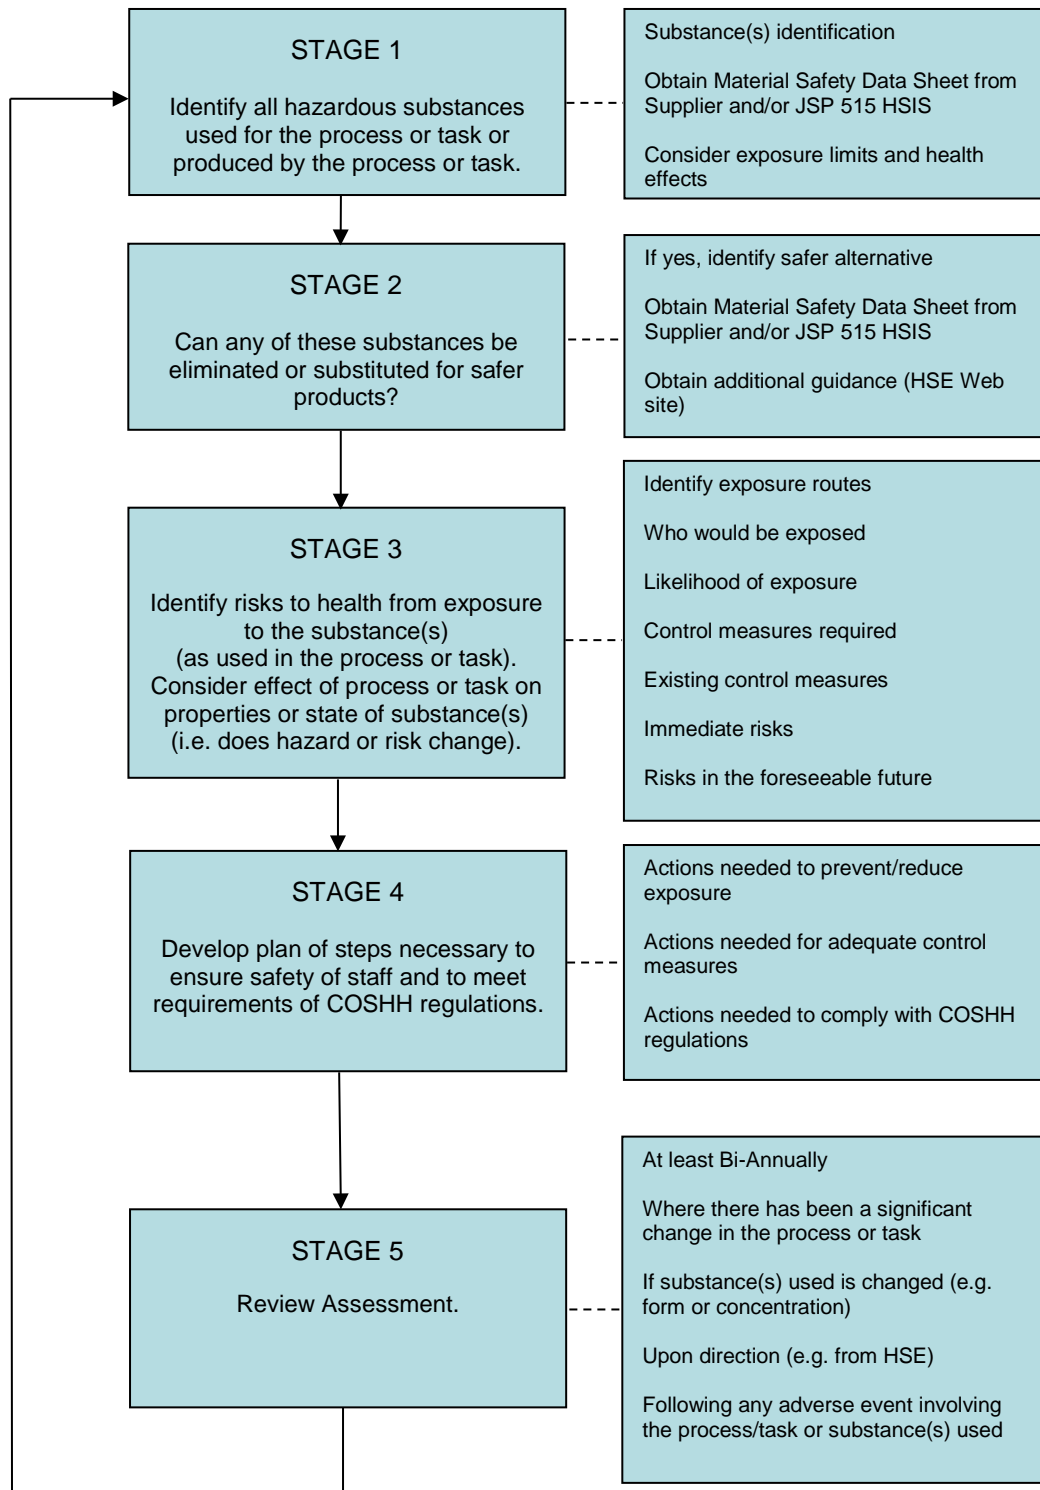 STAGE 1
Identify all hazardous substances
used for the process or task or
produced by the process or task.
Substance(s) identification
Obtain Material Safety Data Sheet from
Supplier and/or JSP 515 HSIS
Consider exposure limits and health
effects
STAGE 2
Can any of these substances be
eliminated or substituted for safer
products?
If yes, identify safer alternative
Obtain Material Safety Data Sheet from
Supplier and/or JSP 515 HSIS
Obtain additional guidance (HSE Web
site)
STAGE 3
Identify risks to health from exposure
to the substance(s)
(as used in the process or task).
Consider effect of process or task on
properties or state of substance(s)
(i.e. does hazard or risk change).
Identify exposure routes
Who would be exposed
Likelihood of exposure
Control measures required
Existing control measures
Immediate risks
Risks in the foreseeable future
STAGE 4
Develop plan of steps necessary to
ensure safety of staff and to meet
requirements of COSHH regulations.
Actions needed to prevent/reduce
exposure
Actions needed for adequate control
measures
Actions needed to comply with COSHH
regulations
STAGE 5
Review Assessment.
At least Bi-Annually
Where there has been a significant
change in the process or task
If substance(s) used is changed (e.g.
form or concentration)
Upon direction (e.g. from HSE)
Following any adverse event involving
the process/task or substance(s) used